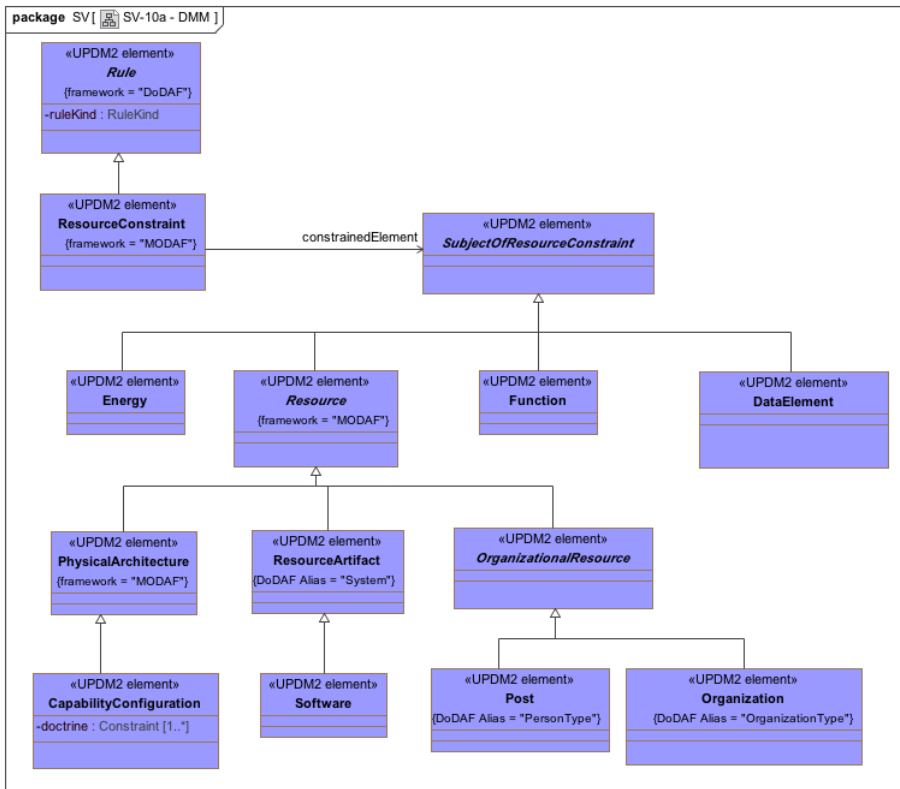 package SV [ SV-10a - DMM ]
«UPDM2 element»
Rule
{framework = "DoDAF"}
-ruleKind : RuleKind
«UPDM2 element»
ResourceConstraint
{framework = "MODAF"}
constrainedElement
«UPDM2 element»
SubjectOfResourceConstraint
«UPDM2 element»
Energy
«UPDM2 element»
Resource
{framework = "MODAF"}
«UPDM2 element»
Function
«UPDM2 element»
DataElement
«UPDM2 element»
PhysicalArchitecture
{framework = "MODAF"}
«UPDM2 element»
ResourceArtifact
{DoDAF Alias = "System"}
«UPDM2 element»
OrganizationalResource
«UPDM2 element»
CapabilityConfiguration
-doctrine : Constraint [1..*]
«UPDM2 element»
Software
«UPDM2 element»
Post
{DoDAF Alias = "PersonType"}
«UPDM2 element»
Organization
{DoDAF Alias = "OrganizationType"}